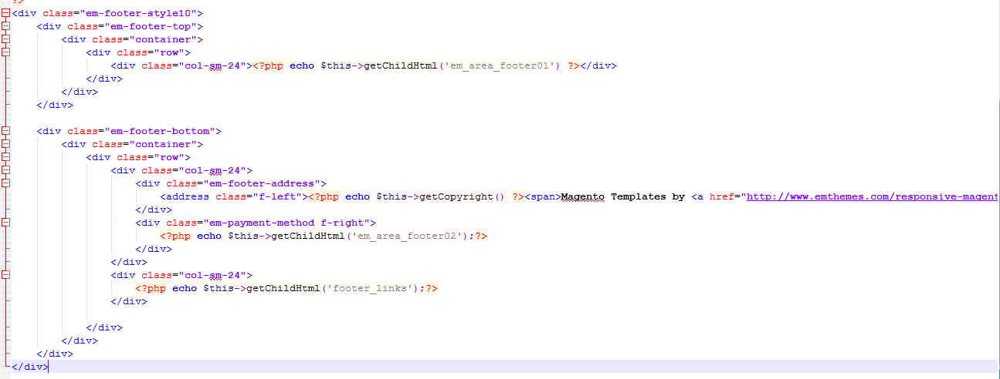 ?>
<div class="em-footer-style10">
<div class="em-footer-top">
<div class="container">
<div class="row">
<div class="col-sm-24"><?php echo $this->getChildHtml('em_area_footer01') ?></div>
</div>
</div>
</div>
<div class="em-footer-bottom">
<div class="container">
<div class="row">
<div class="col-sm-24">
<div class="em-footer-address">
<address class="f-left"><?php echo $this->getCopyright() ?><span>Magento Templates by <a href="http://www.emthemes.com/responsive-magent
</div>
<div class="em-payment-method f-right">
<?php echo $this->getChildHtml('em_area_footer02');?>
</div>
</div>
<div class="col-sm-24">
<?php echo $this->getChildHtml('footer_links');?>
</div>
</div>
</div>
</div>
</div>